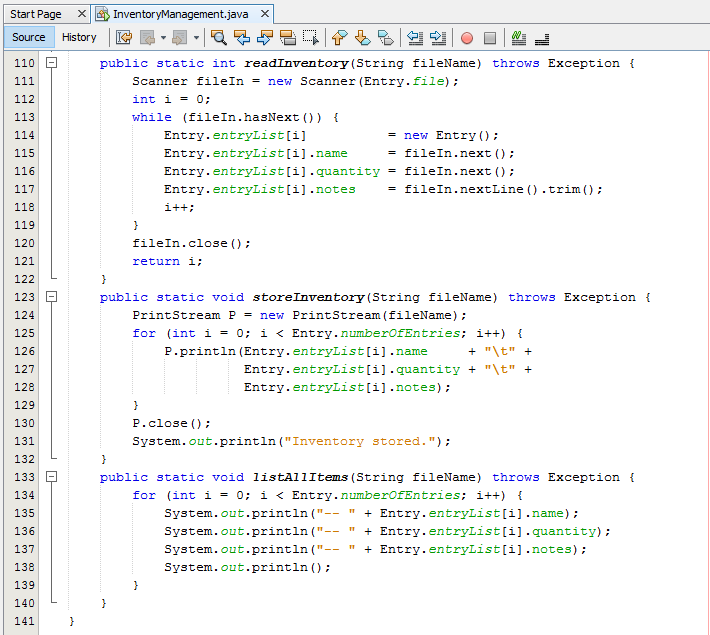 Start Page InventoryManagement.java
Source History
110 public static int readInventory(String fileName) throws Exception {
111 Scanner fileIn = new Scanner(Entry.file);
112 int i = 0;
113 while (fileIn.hasNext()) {
114 Entry.entryList[i] = new Entry();
115 Entry.entryList[i].name = fileIn.next();
116 Entry.entryList[i].quantity = fileIn.next();
117 Entry.entryList[i].notes = fileIn.nextLine().trim();
118 i++;
119 }
120 fileIn.close();
121 return i;
122 }
123 public static void storeInventory(String fileName) throws Exception {
124 PrintStream P = new PrintStream(fileName);
125 for (int i = 0; i < Entry.numberOfEntries; i++) {
126 P.println(Entry.entryList[i].name + "\t" +
127 Entry.entryList[i].quantity + "\t" +
128 Entry.entryList[i].notes);
129 }
130 P.close();
131 System.out.println("Inventory stored.");
132 }
133 public static void listAllItems(String fileName) throws Exception {
134 for (int i = 0; i < Entry.numberOfEntries; i++) {
135 System.out.println("-- " + Entry.entryList[i].name);
136 System.out.println("-- " + Entry.entryList[i].quantity);
137 System.out.println("-- " + Entry.entryList[i].notes);
138 System.out.println();
139 }
140 }
141 }